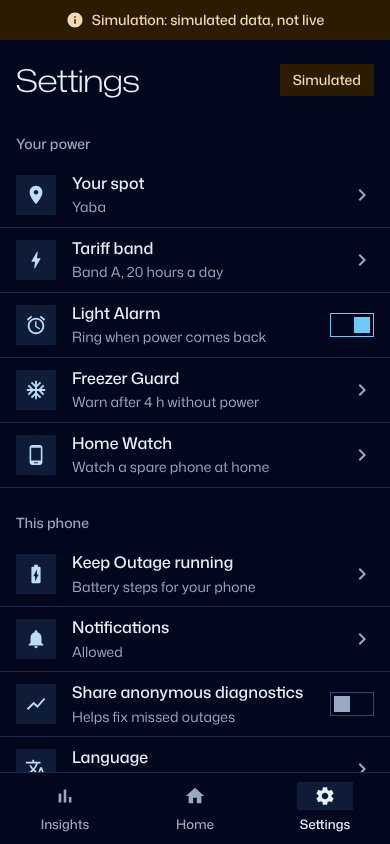 Simulation: simulated data, not live
Settings
Simulated
Your power
Your spot
Yaba
Tariff band
Band A, 20 hours a day
Light Alarm
Ring when power comes back
Freezer Guard
Warn after 4 h without power
Home Watch
Watch a spare phone at home
This phone
Keep Outage running
Battery steps for your phone
Notifications
Allowed
Share anonymous diagnostics
Helps fix missed outages
Language
Insights
Home
Settings